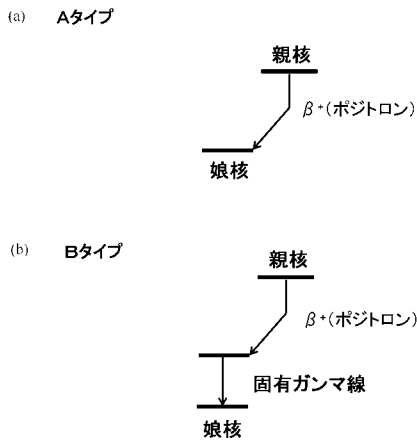 (a) Aタイプ
親核
β⁺(ポジトロン)
娘核
(b) Bタイプ
親核
β⁺(ポジトロン)
固有ガンマ線
娘核